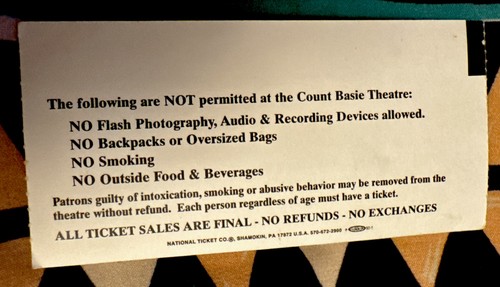 The following are NOT permitted at the Count Basie Theatre:
NO Flash Photography, Audio & Recording Devices allowed.
NO Backpacks or Oversized Bags
NO Smoking
NO Outside Food & Beverages
Patrons guilty of intoxication, smoking or abusive behavior may be removed from the
theatre without refund. Each person regardless of age must have a ticket.
ALL TICKET SALES ARE FINAL - NO REFUNDS - NO EXCHANGES
NATIONAL TICKET CO.®, SHAMOKIN, PA 17872 U.S.A. 570-672-2900